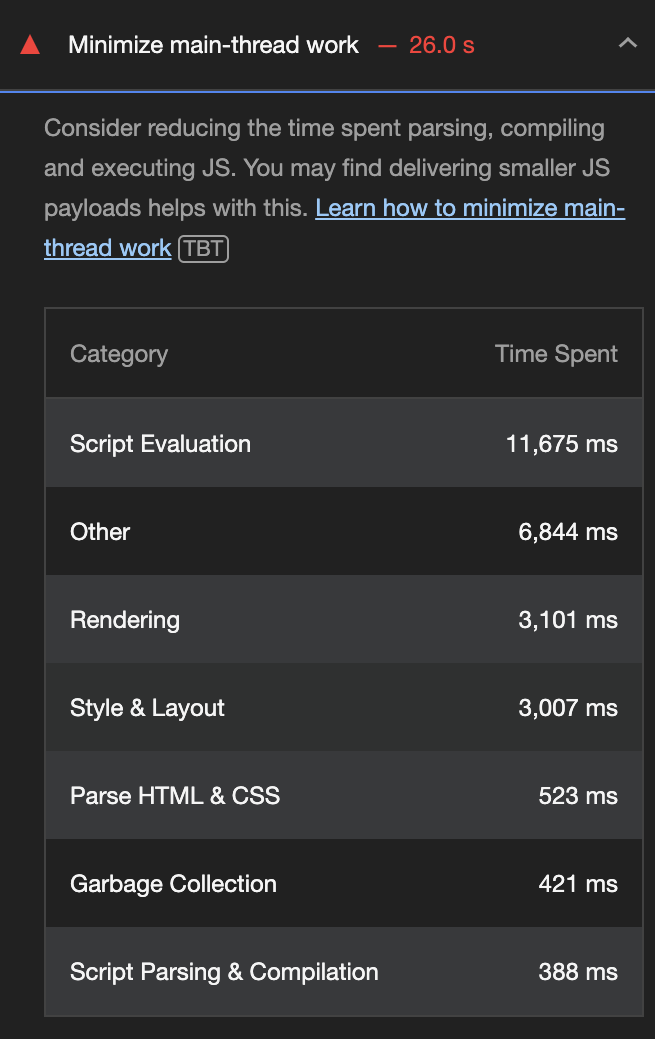 Minimize main-thread work — 26.0 s
Consider reducing the time spent parsing, compiling
and executing JS. You may find delivering smaller JS
payloads helps with this. Learn how to minimize main-
thread work TBT
Category Time Spent
Script Evaluation 11,675 ms
Other 6,844 ms
Rendering 3,101 ms
Style & Layout 3,007 ms
Parse HTML & CSS 523 ms
Garbage Collection 421 ms
Script Parsing & Compilation 388 ms